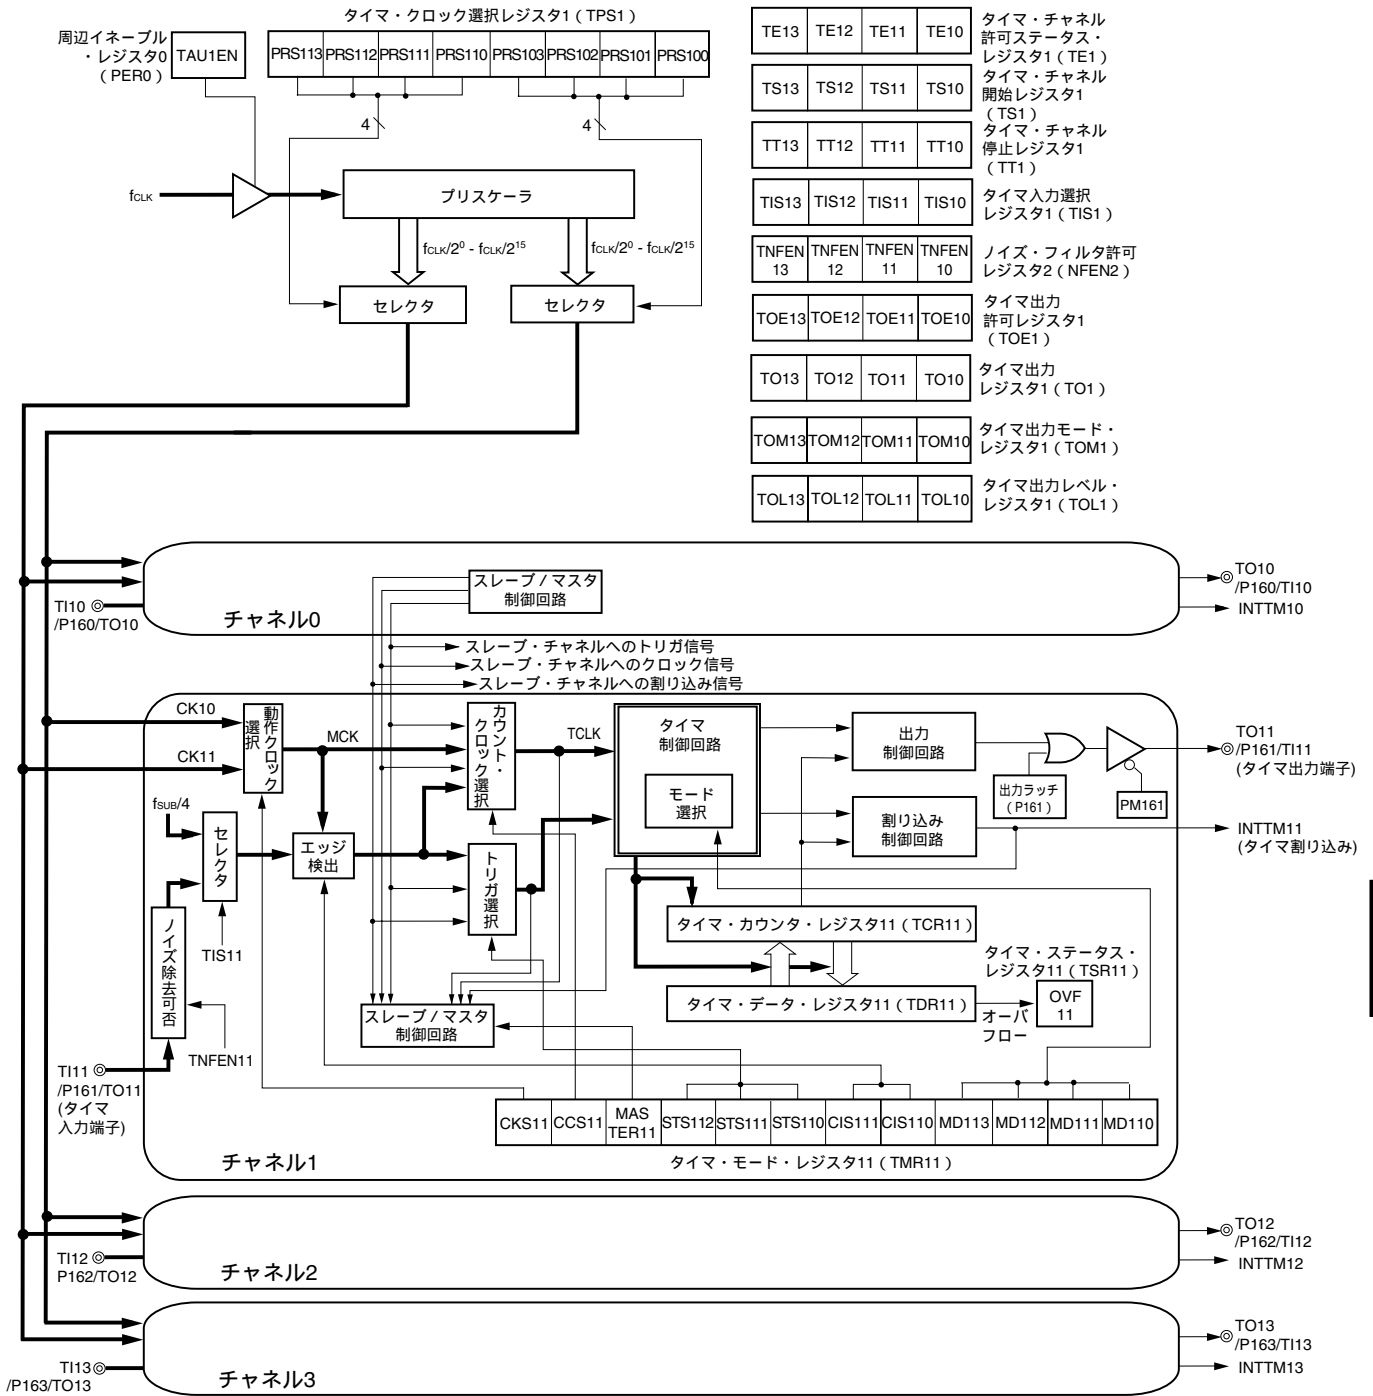 タイマ・クロック選択レジスタ1（TPS1）
周辺イネーブル
・レジスタ0
（PER0）
TAU1EN
PRS113 PRS112 PRS111 PRS110 PRS103 PRS102 PRS101 PRS100
4
4
fCLK
プリスケーラ
fCLK/2⁰ - fCLK/2¹⁵
fCLK/2⁰ - fCLK/2¹⁵
セレクタ
セレクタ
TE13 TE12 TE11 TE10
タイマ・チャネル
許可ステータス・
レジスタ1（TE1）
TS13 TS12 TS11 TS10
タイマ・チャネル
開始レジスタ1
（TS1）
TT13 TT12 TT11 TT10
タイマ・チャネル
停止レジスタ1
（TT1）
TIS13 TIS12 TIS11 TIS10
タイマ入力選択
レジスタ1（TIS1）
TNFEN TNFEN TNFEN TNFEN
13 12 11 10
ノイズ・フィルタ許可
レジスタ2（NFEN2）
TOE13 TOE12 TOE11 TOE10
タイマ出力
許可レジスタ1
（TOE1）
TO13 TO12 TO11 TO10
タイマ出力
レジスタ1（TO1）
TOM13 TOM12 TOM11 TOM10
タイマ出力モード・
レジスタ1（TOM1）
TOL13 TOL12 TOL11 TOL10
タイマ出力レベル・
レジスタ1（TOL1）
TI10
/P160/TO10
チャネル0
スレーブ / マスタ
制御回路
TO10
/P160/TI10
INTTM10
スレーブ・チャネルへのトリガ信号
スレーブ・チャネルへのクロック信号
スレーブ・チャネルへの割り込み信号
CK10
CK11
動作クロック
選択
MCK
カウント・
クロック選択
TCLK
タイマ
制御回路
モード
選択
出力
制御回路
出力ラッチ
（P161）
PM161
TO11
/P161/TI11
(タイマ出力端子)
割り込み
制御回路
INTTM11
(タイマ割り込み)
fSUB/4
セレクタ
エッジ
検出
トリガ選択
TIS11
ノイズ除去可否
TNFEN11
TI11
/P161/TO11
(タイマ
入力端子)
タイマ・カウンタ・レジスタ11（TCR11）
タイマ・データ・レジスタ11（TDR11）
タイマ・ステータス・
レジスタ11（TSR11）
オーバ
フロー
OVF
11
スレーブ / マスタ
制御回路
CKS11 CCS11 MAS TER11 STS112 STS111 STS110 CIS111 CIS110 MD113 MD112 MD111 MD110
タイマ・モード・レジスタ11（TMR11）
チャネル1
TI12
P162/TO12
チャネル2
TO12
/P162/TI12
INTTM12
TI13
/P163/TO13
チャネル3
TO13
/P163/TI13
INTTM13